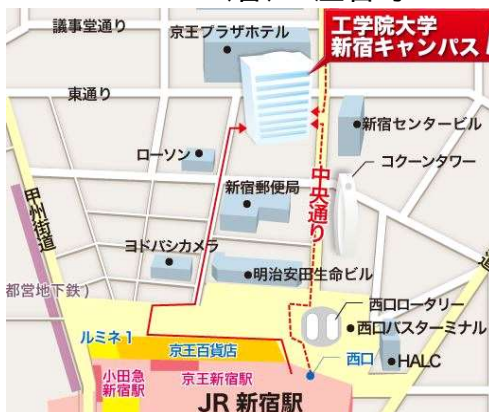 議事堂通り
京王プラザホテル
工学院大学
新宿キャンパス
東通り
新宿センタービル
ローソン
コクーンタワー
中央通り
甲州街道
新宿郵便局
ヨドバシカメラ
明治安田生命ビル
都営地下鉄)
西口ロータリー
ルミネ1
西口バスターミナル
京王百貨店
西口
HALC
小田急
新宿駅
京王新宿駅
JR 新宿駅